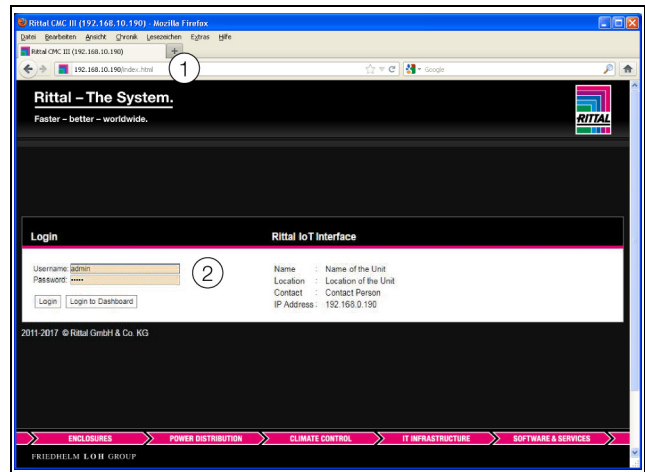 Rittal CMC III (192.168.10.190) - Mozilla Firefox
Datei Bearbeiten Ansicht Chronik Lesezeichen Extras Hilfe
Rittal CMC III (192.168.10.190) +
192.168.10.190/index.html Google
1
Rittal – The System.
Faster – better – worldwide.
RITTAL
Login Rittal IoT Interface
Username: admin 2 Name : Name of the Unit
Password: ••••• Location : Location of the Unit
Login Login to Dashboard Contact : Contact Person
IP Address : 192.168.0.190
2011-2017 © Rittal GmbH & Co. KG
ENCLOSURES POWER DISTRIBUTION CLIMATE CONTROL IT INFRASTRUCTURE SOFTWARE & SERVICES
FRIEDHELM LOH GROUP